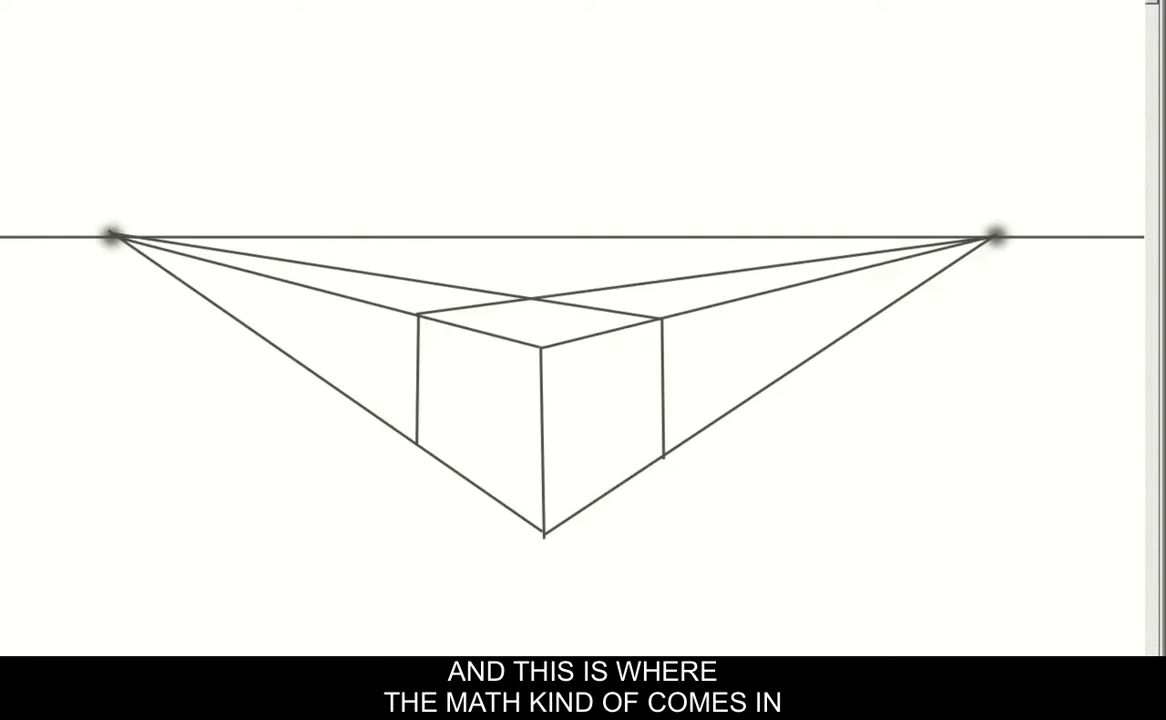 AND THIS IS WHERE
THE MATH KIND OF COMES IN